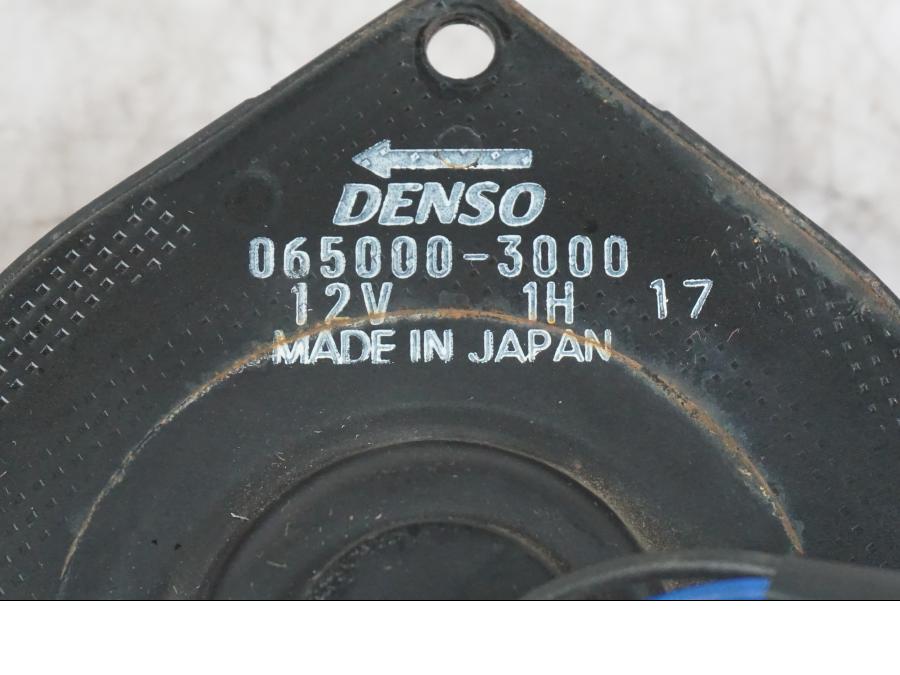 DENSO
065000-3000
12V 1H 17
MADE IN JAPAN